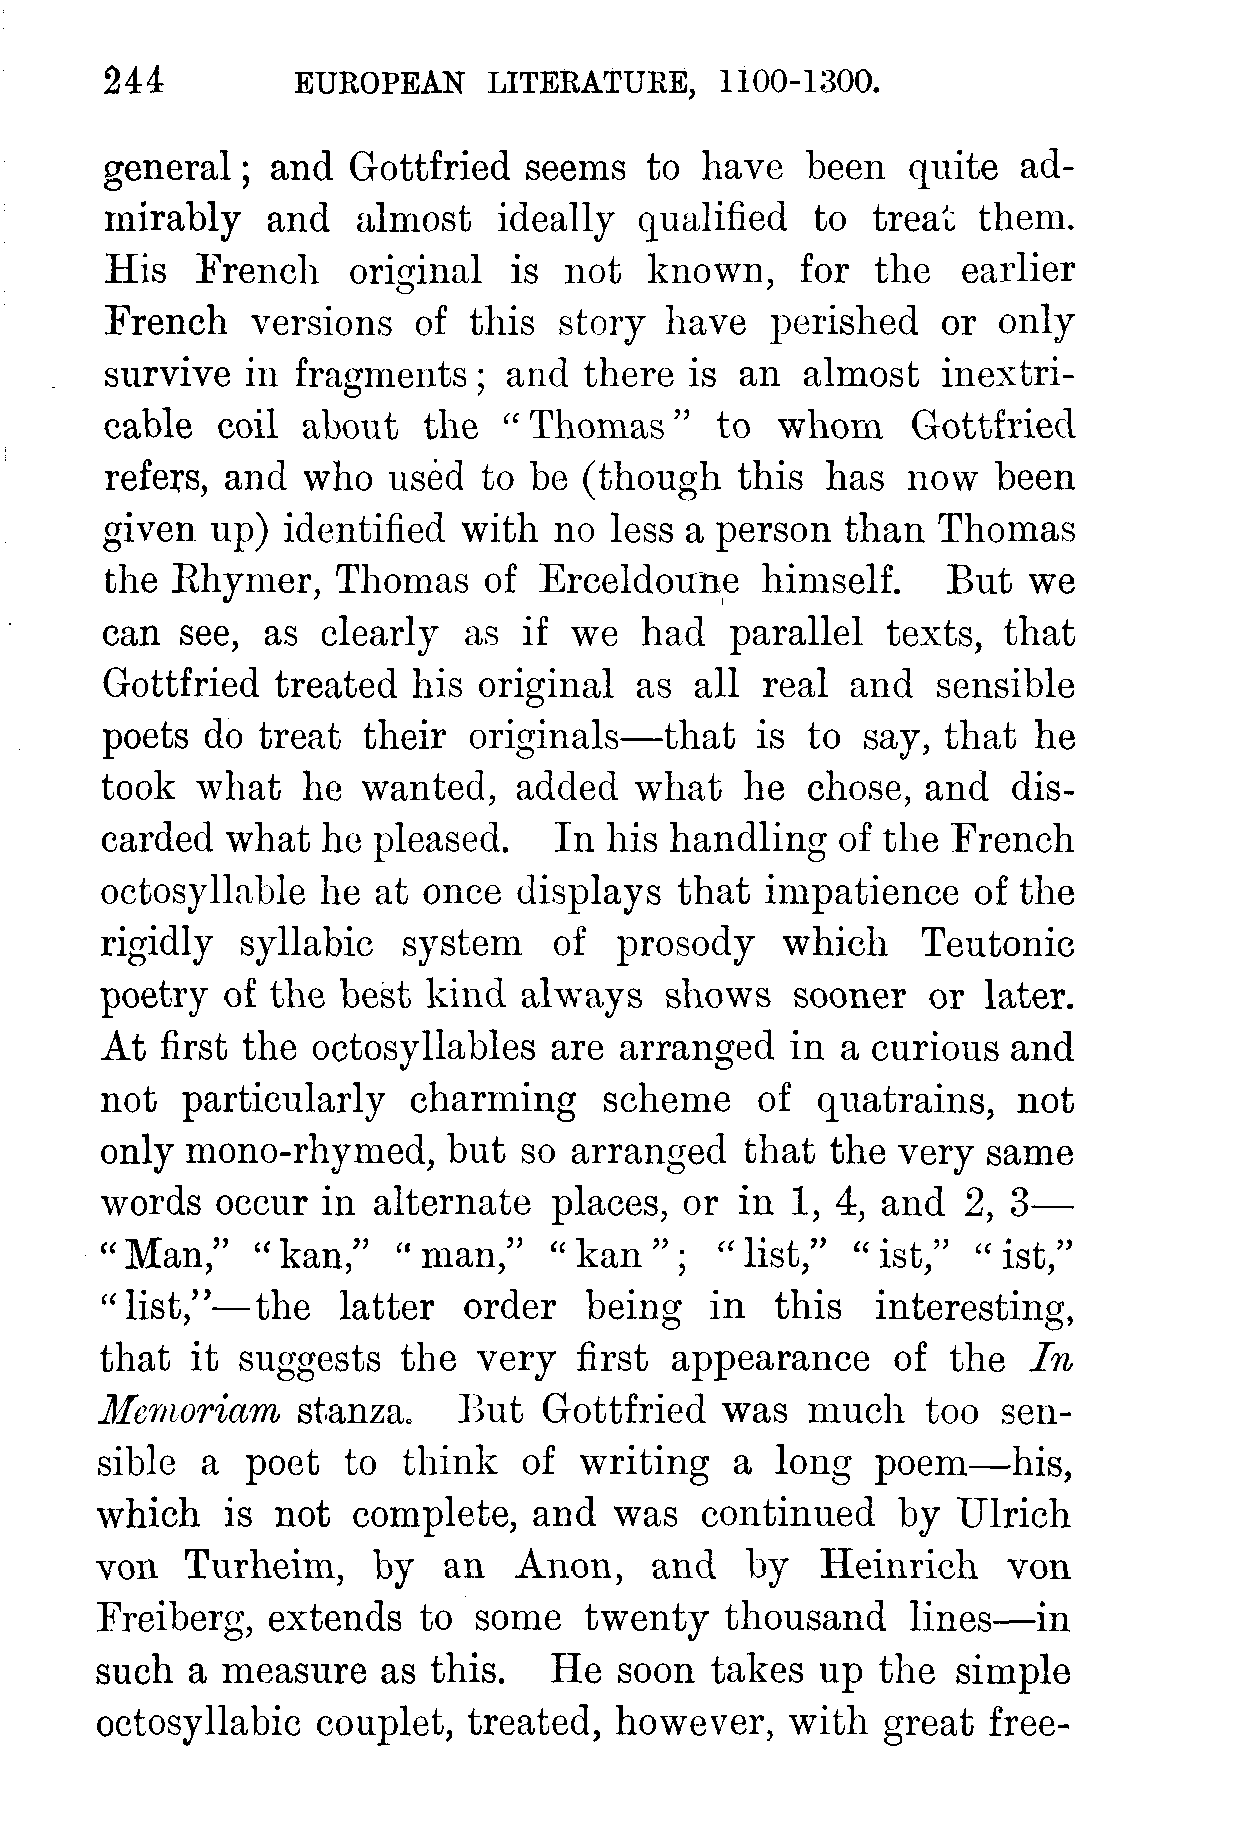 244 EUROPEAN LITERATURE, 1100-1300.
general; and Gottfried seems to have been quite ad-
mirably and almost ideally qualified to treat them.
His French original is not known, for the earlier
French versions of this story have perished or only
survive in fragments; and there is an almost inextri-
cable coil about the “Thomas” to whom Gottfried
refers, and who used to be (though this has now been
given up) identified with no less a person than Thomas
the Rhymer, Thomas of Erceldoune himself. But we
can see, as clearly as if we had parallel texts, that
Gottfried treated his original as all real and sensible
poets do treat their originals—that is to say, that he
took what he wanted, added what he chose, and dis-
carded what he pleased. In his handling of the French
octosyllable he at once displays that impatience of the
rigidly syllabic system of prosody which Teutonic
poetry of the best kind always shows sooner or later.
At first the octosyllables are arranged in a curious and
not particularly charming scheme of quatrains, not
only mono-rhymed, but so arranged that the very same
words occur in alternate places, or in 1, 4, and 2, 3—
“Man,” “kan,” “man,” “kan”; “list,” “ist,” “ist,”
“list,”—the latter order being in this interesting,
that it suggests the very first appearance of the In
Memoriam stanza. But Gottfried was much too sen-
sible a poet to think of writing a long poem—his,
which is not complete, and was continued by Ulrich
von Turheim, by an Anon, and by Heinrich von
Freiberg, extends to some twenty thousand lines—in
such a measure as this. He soon takes up the simple
octosyllabic couplet, treated, however, with great free-